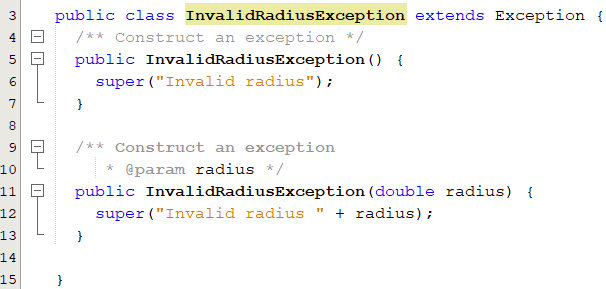 3 public class InvalidRadiusException extends Exception {
4 /** Construct an exception */
5 public InvalidRadiusException() {
6 super("Invalid radius");
7 }
8
9 /** Construct an exception
10 * @param radius */
11 public InvalidRadiusException(double radius) {
12 super("Invalid radius " + radius);
13 }
14
15 }